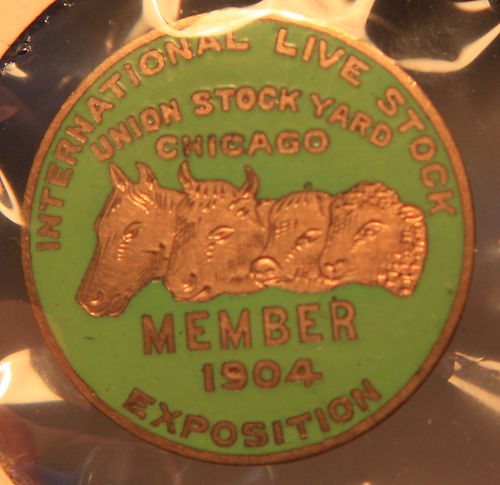 INTERNATIONAL LIVE STOCK
UNION STOCK YARD
CHICAGO
MEMBER
1904
EXPOSITION